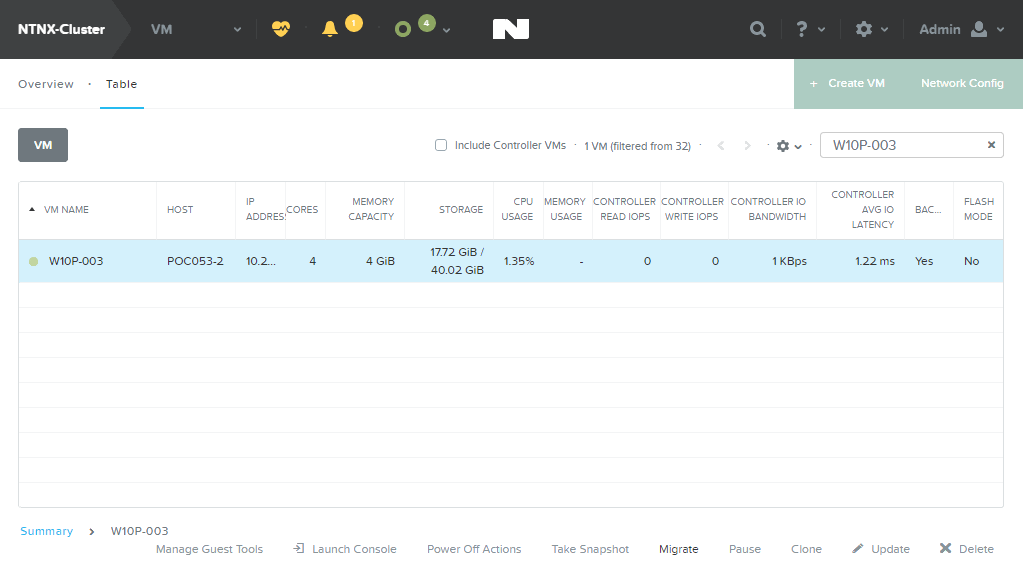 NTNX-Cluster VM 1 4 ? Admin
Overview · Table + Create VM Network Config
VM Include Controller VMs · 1 VM (filtered from 32) · · · W10P-003 ×
VM NAME HOST IP ADDRES CORES MEMORY CAPACITY STORAGE CPU USAGE MEMORY USAGE CONTROLLER READ IOPS CONTROLLER WRITE IOPS CONTROLLER IO BANDWIDTH CONTROLLER AVG IO LATENCY BAC... FLASH MODE
W10P-003 POC053-2 10.2... 4 4 GiB 17.72 GiB / 40.02 GiB 1.35% - 0 0 1 KBps 1.22 ms Yes No
Summary > W10P-003
Manage Guest Tools Launch Console Power Off Actions Take Snapshot Migrate Pause Clone Update Delete